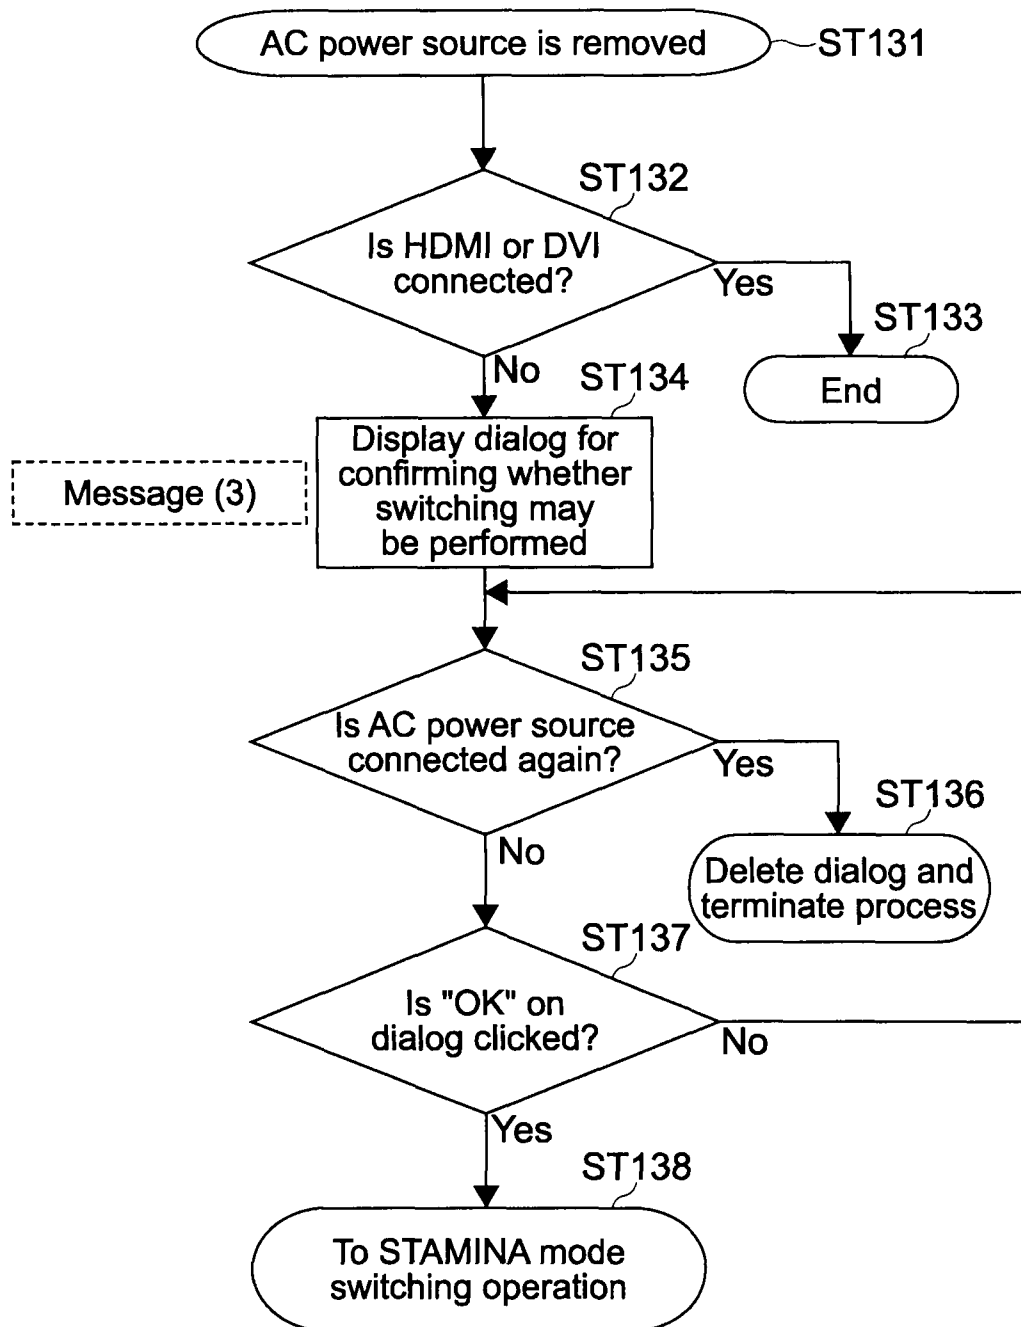 AC power source is removed
ST131
ST132
Is HDMI or DVI
connected?
Yes
ST133
End
No
ST134
Display dialog for
confirming whether
switching may
be performed
Message (3)
ST135
Is AC power source
connected again?
Yes
ST136
Delete dialog and
terminate process
No
ST137
Is "OK" on
dialog clicked?
No
Yes
ST138
To STAMINA mode
switching operation